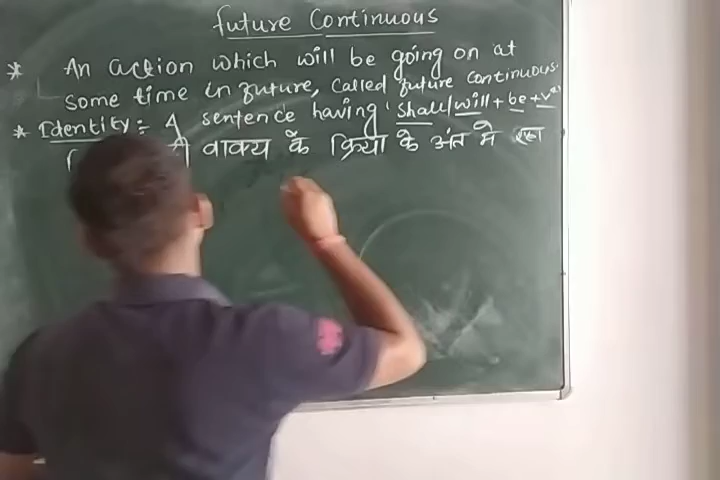 future Continuous
* An action which will be going on at
some time in future, called future continuous.
* Identity :- A sentence having 'shall/will + be + v⁴'
वाक्य के क्रिया के अंत मे